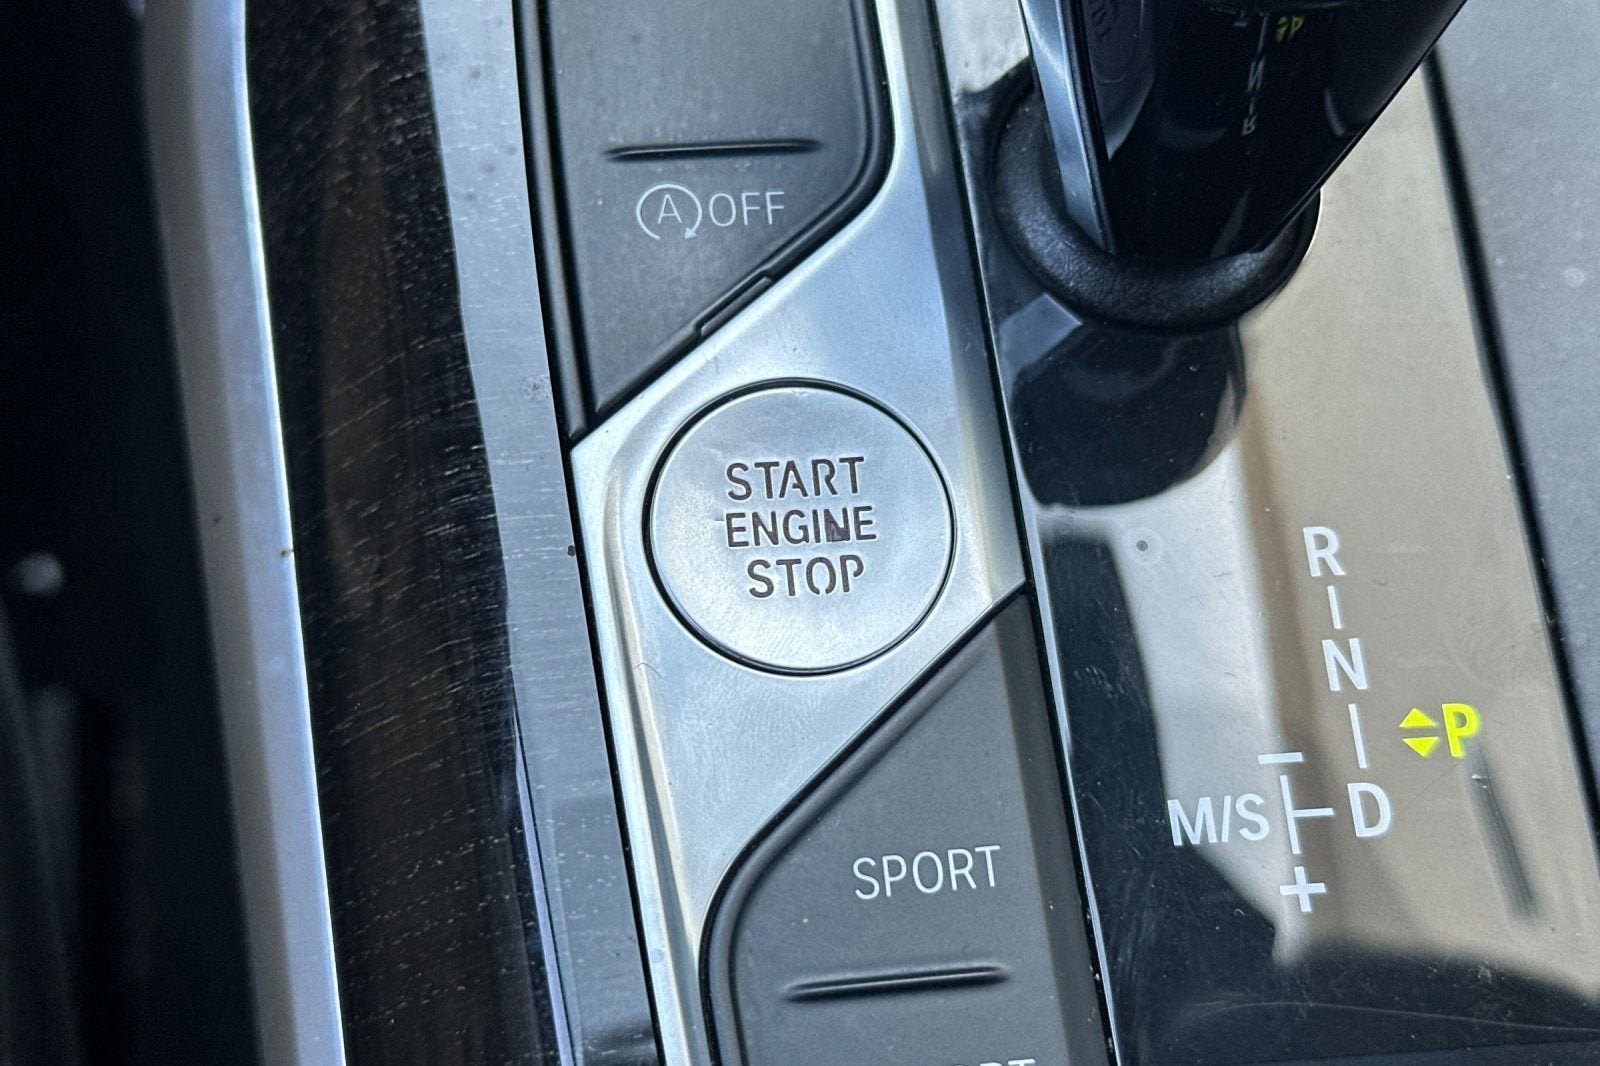 A OFF
START
ENGINE
STOP
SPORT
R
N
P
D
M/S
−
+